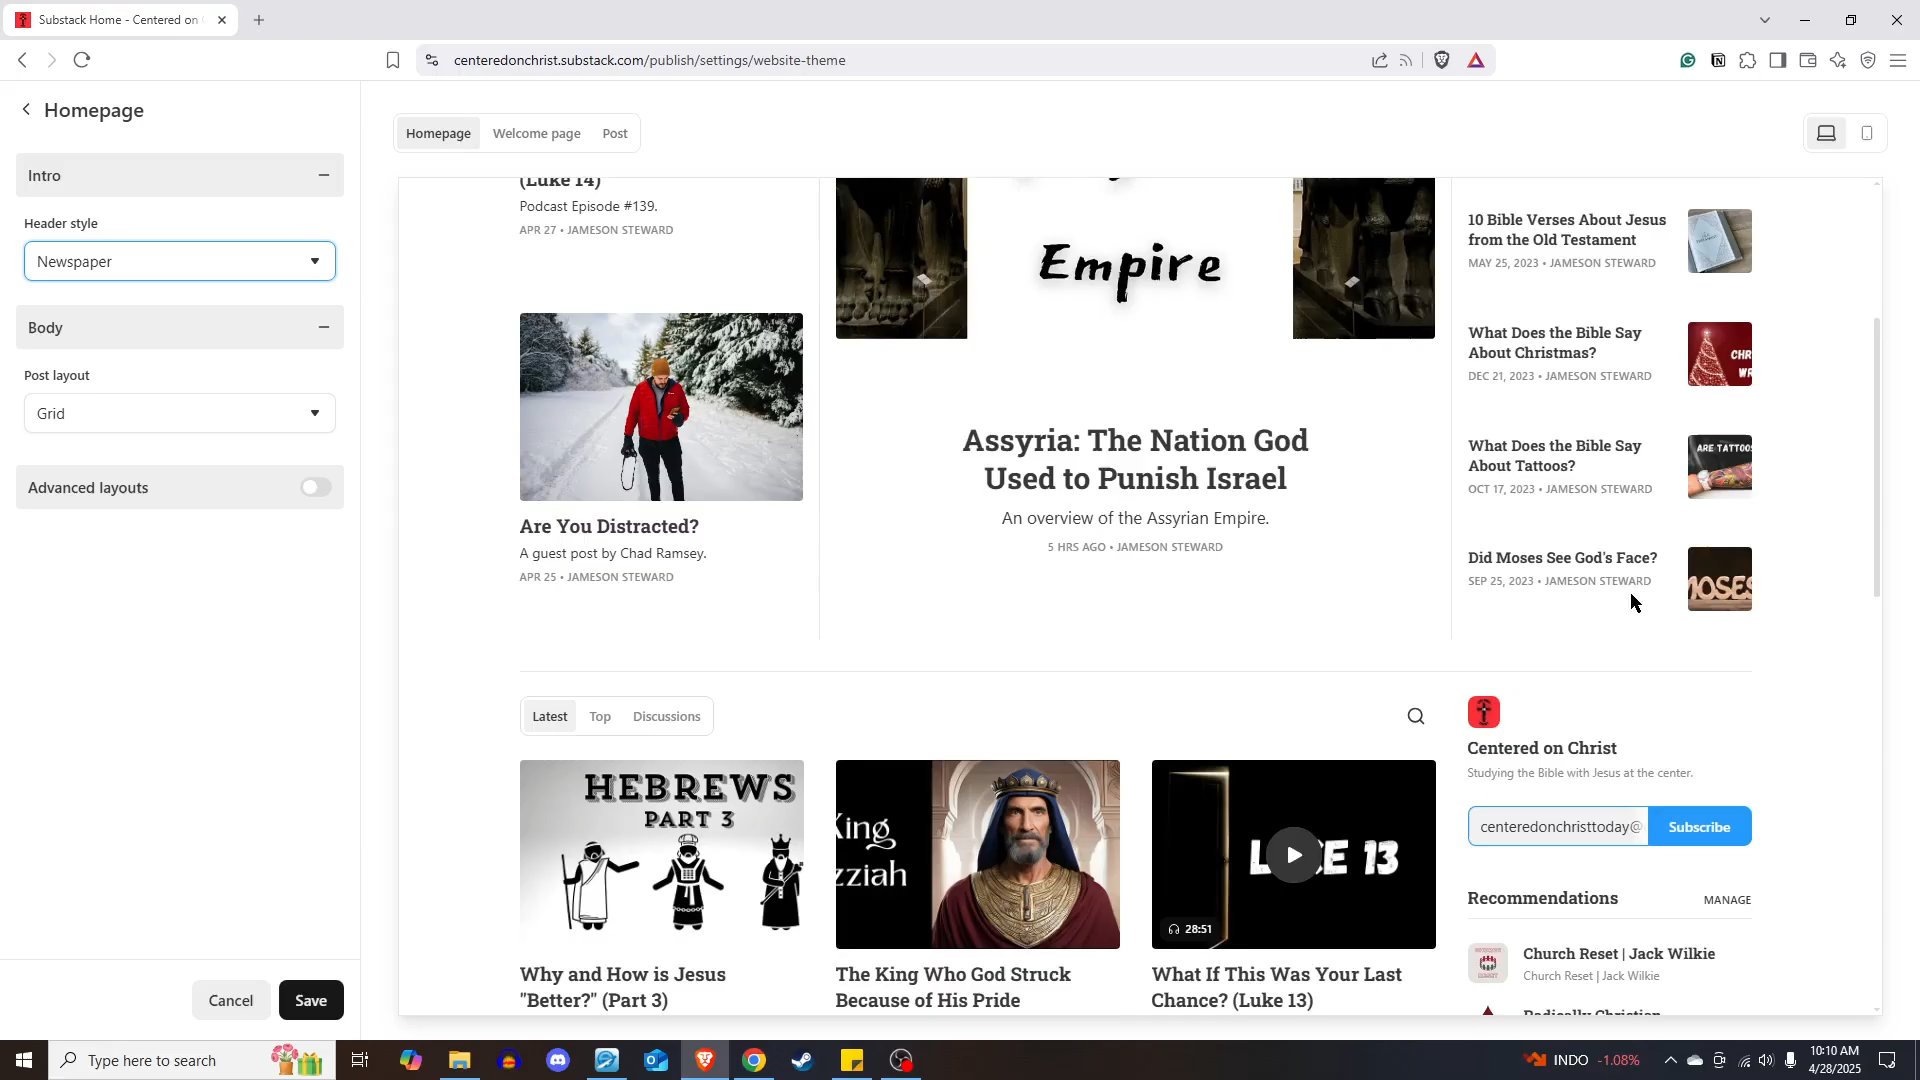 Substack Home - Centered on
centeredonchrist.substack.com/publish/settings/website-theme
Homepage
Intro
Header style
Newspaper
Body
Post layout
Grid
Advanced layouts
Cancel
Save
Homepage
Welcome page
Post
(Luke 14)
Podcast Episode #139.
APR 27 • JAMESON STEWARD
Are You Distracted?
A guest post by Chad Ramsey.
APR 25 • JAMESON STEWARD
Empire
Assyria: The Nation God
Used to Punish Israel
An overview of the Assyrian Empire.
5 HRS AGO • JAMESON STEWARD
10 Bible Verses About Jesus
from the Old Testament
MAY 25, 2023 • JAMESON STEWARD
What Does the Bible Say
About Christmas?
DEC 21, 2023 • JAMESON STEWARD
CHR
WR
What Does the Bible Say
About Tattoos?
OCT 17, 2023 • JAMESON STEWARD
ARE TATTOO
Did Moses See God's Face?
SEP 25, 2023 • JAMESON STEWARD
MOSES
Latest
Top
Discussions
HEBREWS
PART 3
Why and How is Jesus
"Better?" (Part 3)
King
zziah
The King Who God Struck
Because of His Pride
LUKE 13
28:51
What If This Was Your Last
Chance? (Luke 13)
Centered on Christ
Studying the Bible with Jesus at the center.
centeredonchristtoday@
Subscribe
Recommendations
MANAGE
Church Reset | Jack Wilkie
Church Reset | Jack Wilkie
Radically Christian
Type here to search
INDO -1.08%
10:10 AM
4/28/2025